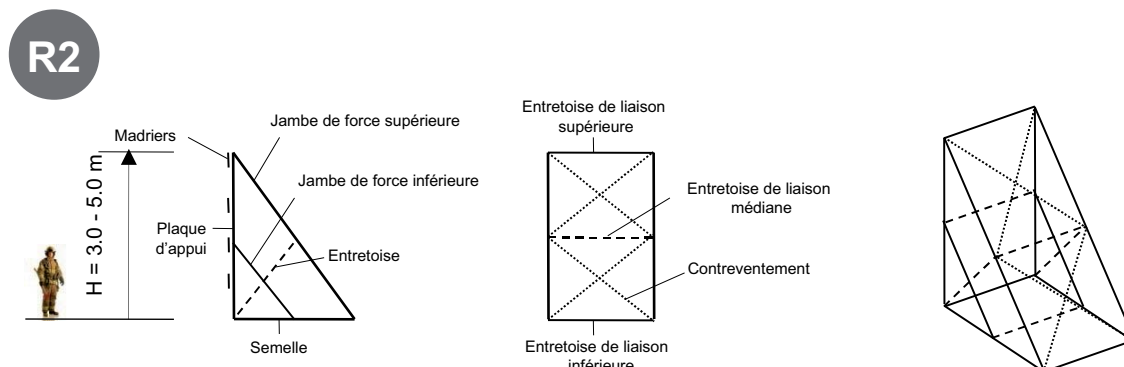 R2
Madriers
Jambe de force supérieure
Jambe de force inférieure
H = 3.0 - 5.0 m
Plaque
d'appui
Entretoise
Semelle
Entretoise de liaison
supérieure
Entretoise de liaison
médiane
Contreventement
Entretoise de liaison
inférieure